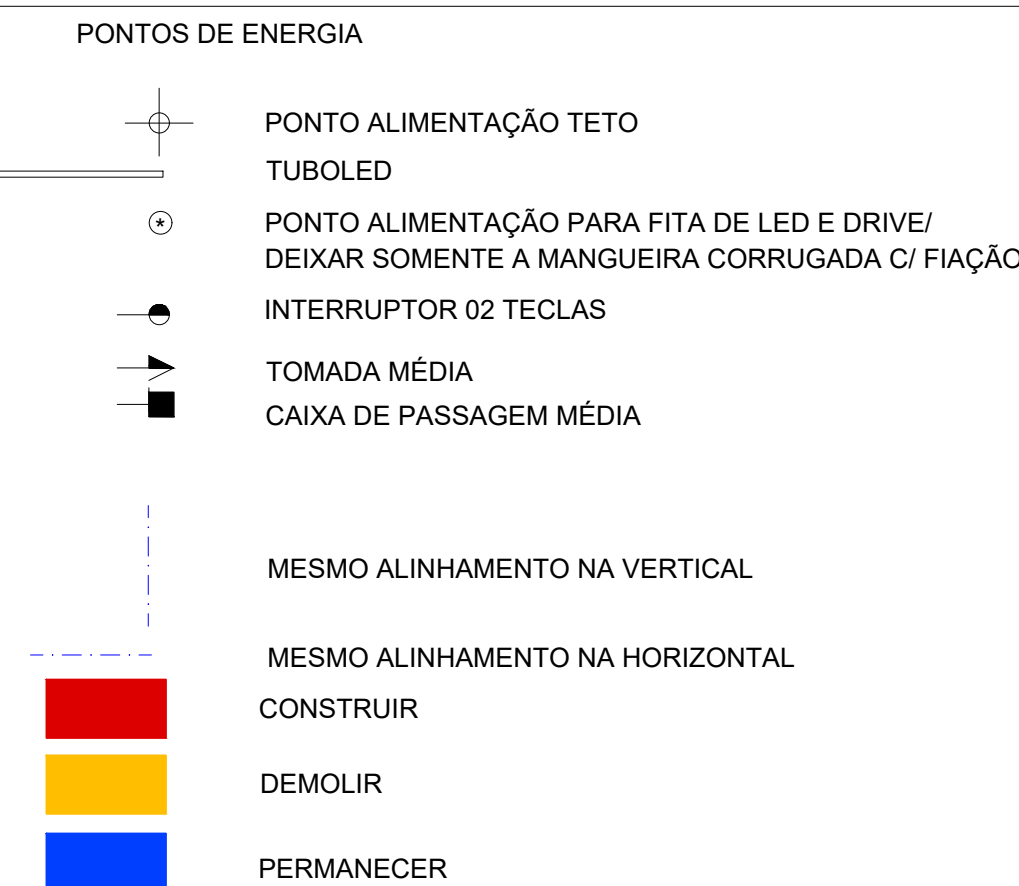 PONTOS DE ENERGIA
PONTO ALIMENTAÇÃO TETO
TUBOLED
PONTO ALIMENTAÇÃO PARA FITA DE LED E DRIVE/
DEIXAR SOMENTE A MANGUEIRA CORRUGADA C/ FIAÇÃO
INTERRUPTOR 02 TECLAS
TOMADA MÉDIA
CAIXA DE PASSAGEM MÉDIA
MESMO ALINHAMENTO NA VERTICAL
MESMO ALINHAMENTO NA HORIZONTAL
CONSTRUIR
DEMOLIR
PERMANECER